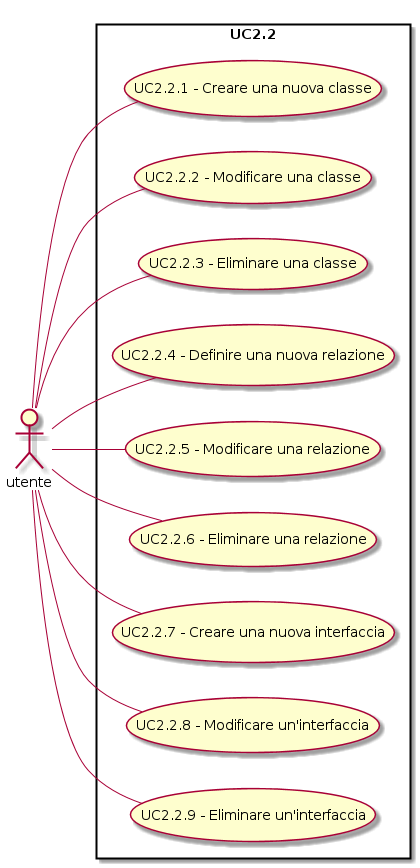 UC2.2
UC2.2.1 - Creare una nuova classe
UC2.2.2 - Modificare una classe
UC2.2.3 - Eliminare una classe
UC2.2.4 - Definire una nuova relazione
UC2.2.5 - Modificare una relazione
utente
UC2.2.6 - Eliminare una relazione
UC2.2.7 - Creare una nuova interfaccia
UC2.2.8 - Modificare un'interfaccia
UC2.2.9 - Eliminare un'interfaccia